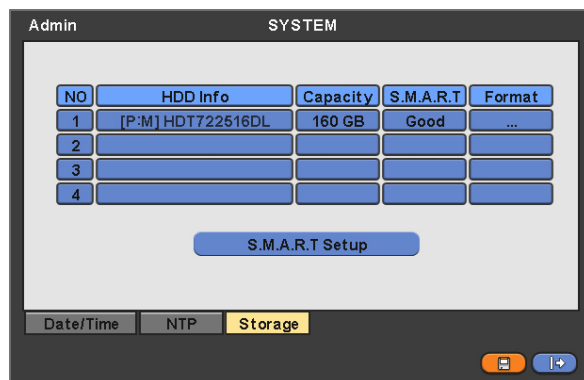 Admin SYSTEM
NO HDD Info Capacity S.M.A.R.T Format
1 [P:M] HDT722516DL 160 GB Good ...
2
3
4
S.M.A.R.T Setup
Date/Time NTP Storage